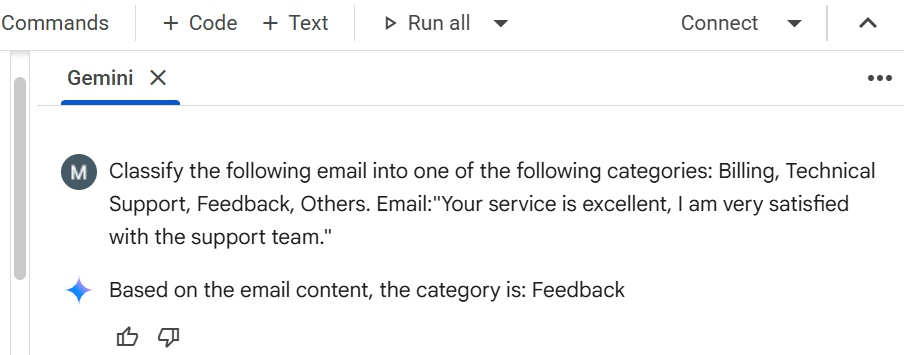 Commands + Code + Text Run all Connect
Gemini
M
Classify the following email into one of the following categories: Billing, Technical
Support, Feedback, Others. Email:"Your service is excellent, I am very satisfied
with the support team."
Based on the email content, the category is: Feedback